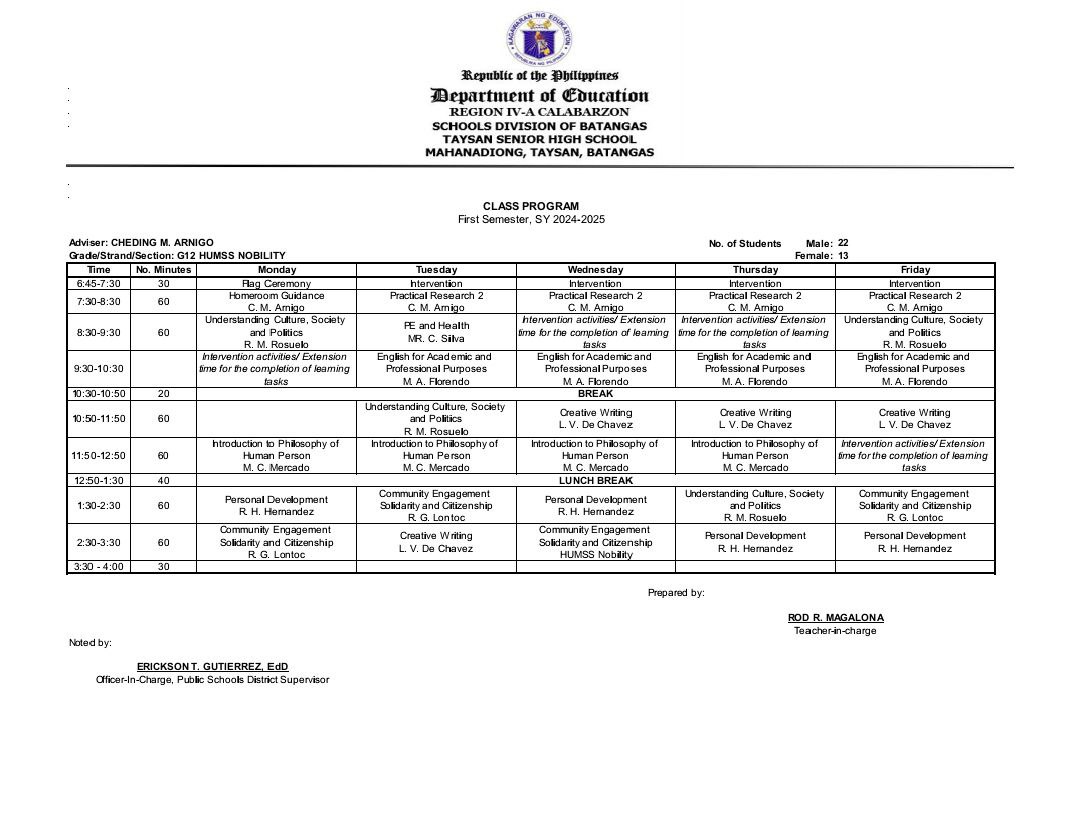 KAGAWARAN NG EDUKASYON
REPUBLIKA NG PILIPINAS
Republic of the Philippines
Department of Education
REGION IV-A CALABARZON
SCHOOLS DIVISION OF BATANGAS
TAYSAN SENIOR HIGH SCHOOL
MAHANADIONG, TAYSAN, BATANGAS
CLASS PROGRAM
First Semester, SY 2024-2025
Adviser: CHEDING M. ARNIGO
No. of Students Male: 22
Grade/Strand/Section: G12 HUMSS NOBILITY
Female: 13
Time No. Minutes Monday Tuesday Wednesday Thursday Friday
6:45-7:30 30 Flag Ceremony Intervention Intervention Intervention Intervention
7:30-8:30 60
Homeroom Guidance
C. M. Arnigo
Practical Research 2
C. M. Arnigo
Practical Research 2
C. M. Arnigo
Practical Research 2
C. M. Arnigo
Practical Research 2
C. M. Arnigo
8:30-9:30 60
Understanding Culture, Society
and Politics
R. M. Rosuelo
PE and Health
MR. C. Silva
Intervention activities/ Extension
time for the completion of learning
tasks
Intervention activities/ Extension
time for the completion of learning
tasks
Understanding Culture, Society
and Politics
R. M. Rosuelo
9:30-10:30
Intervention activities/ Extension
time for the completion of learning
tasks
English for Academic and
Professional Purposes
M. A. Florendo
English for Academic and
Professional Purposes
M. A. Florendo
English for Academic and
Professional Purposes
M. A. Florendo
English for Academic and
Professional Purposes
M. A. Florendo
10:30-10:50 20 BREAK
10:50-11:50 60
Understanding Culture, Society
and Politics
R. M. Rosuelo
Creative Writing
L. V. De Chavez
Creative Writing
L. V. De Chavez
Creative Writing
L. V. De Chavez
11:50-12:50 60
Introduction to Philosophy of
Human Person
M. C. Mercado
Introduction to Philosophy of
Human Person
M. C. Mercado
Introduction to Philosophy of
Human Person
M. C. Mercado
Introduction to Philosophy of
Human Person
M. C. Mercado
Intervention activities/ Extension
time for the completion of learning
tasks
12:50-1:30 40 LUNCH BREAK
1:30-2:30 60
Personal Development
R. H. Hernandez
Community Engagement
Solidarity and Citizenship
R. G. Lontoc
Personal Development
R. H. Hernandez
Understanding Culture, Society
and Politics
R. M. Rosuelo
Community Engagement
Solidarity and Citizenship
R. G. Lontoc
2:30-3:30 60
Community Engagement
Solidarity and Citizenship
R. G. Lontoc
Creative Writing
L. V. De Chavez
Community Engagement
Solidarity and Citizenship
HUMSS Nobility
Personal Development
R. H. Hernandez
Personal Development
R. H. Hernandez
3:30 - 4:00 30
Prepared by:
ROD R. MAGALONA
Teacher-in-charge
Noted by:
ERICKSON T. GUTIERREZ, EdD
Officer-In-Charge, Public Schools District Supervisor